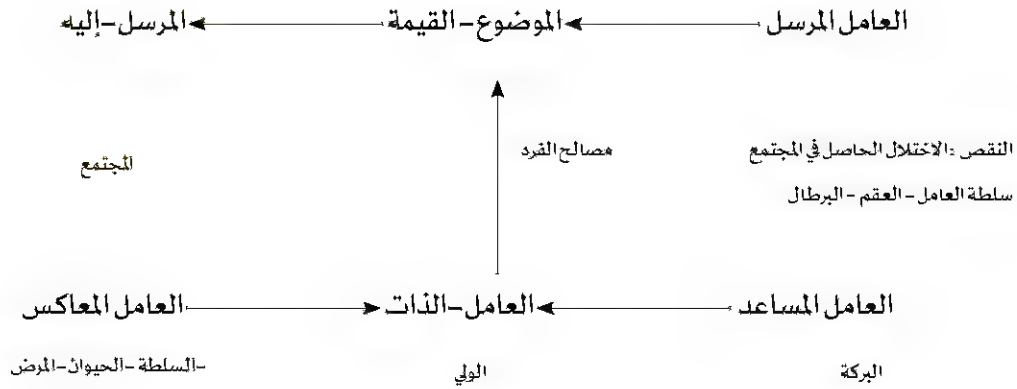 العامل المرسل الموضوع-القيمة المرسل-إليه
النقص :الاختلال الحاصل في المجتمع مصالح الفرد المجتمع
سلطة العامل - العقم - البرطال
العامل المساعد العامل-الذات العامل المعاكس
البركة الولي -السلطة -الحيوان-المرض